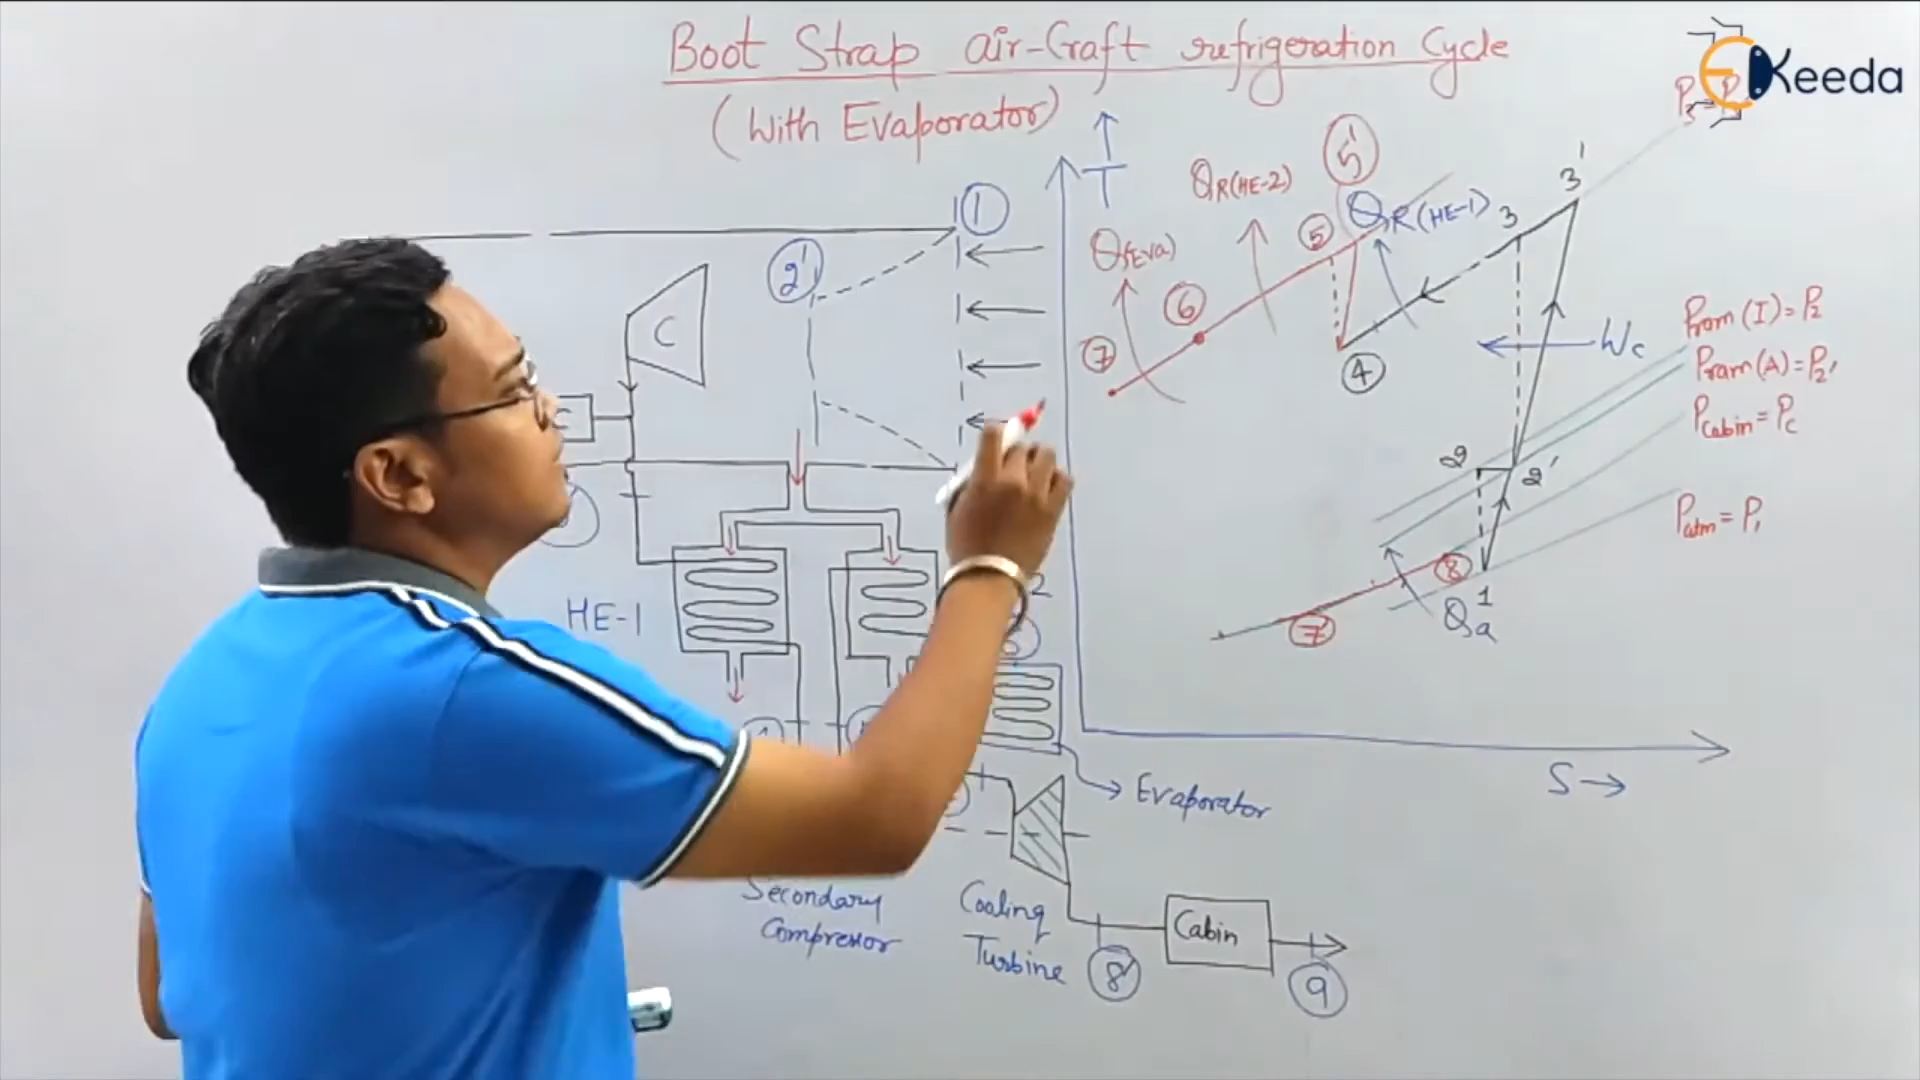 Boot Strap air-Craft refrigeration Cycle
(With Evaporator)
EKeeda
1
2'
C
C
HE-1
2
Evaporator
Secondary
Compressor
Cooling
Turbine
8'
Cabin
9
T
S →
Q(Eva)
QR(HE-2)
5'
QR(HE-1)
3
3'
5
6
7
4
Wc
Pram (I) = P2
Pram (A) = P2'
Pcabin = Pc
Patm = P1
2
2'
8
1
7
Qa